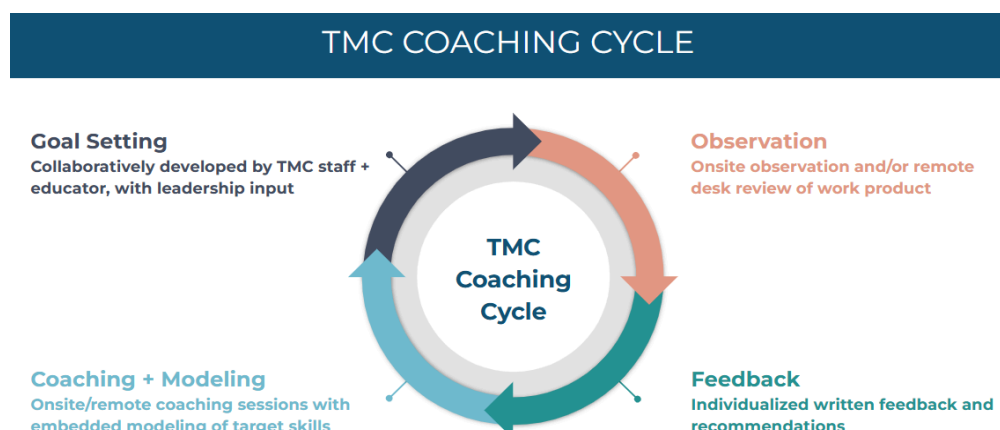 TMC COACHING CYCLE
Goal Setting
Collaboratively developed by TMC staff +
educator, with leadership input
Observation
Onsite observation and/or remote
desk review of work product
TMC
Coaching
Cycle
Coaching + Modeling
Onsite/remote coaching sessions with
embedded modeling of target skills
Feedback
Individualized written feedback and
recommendations